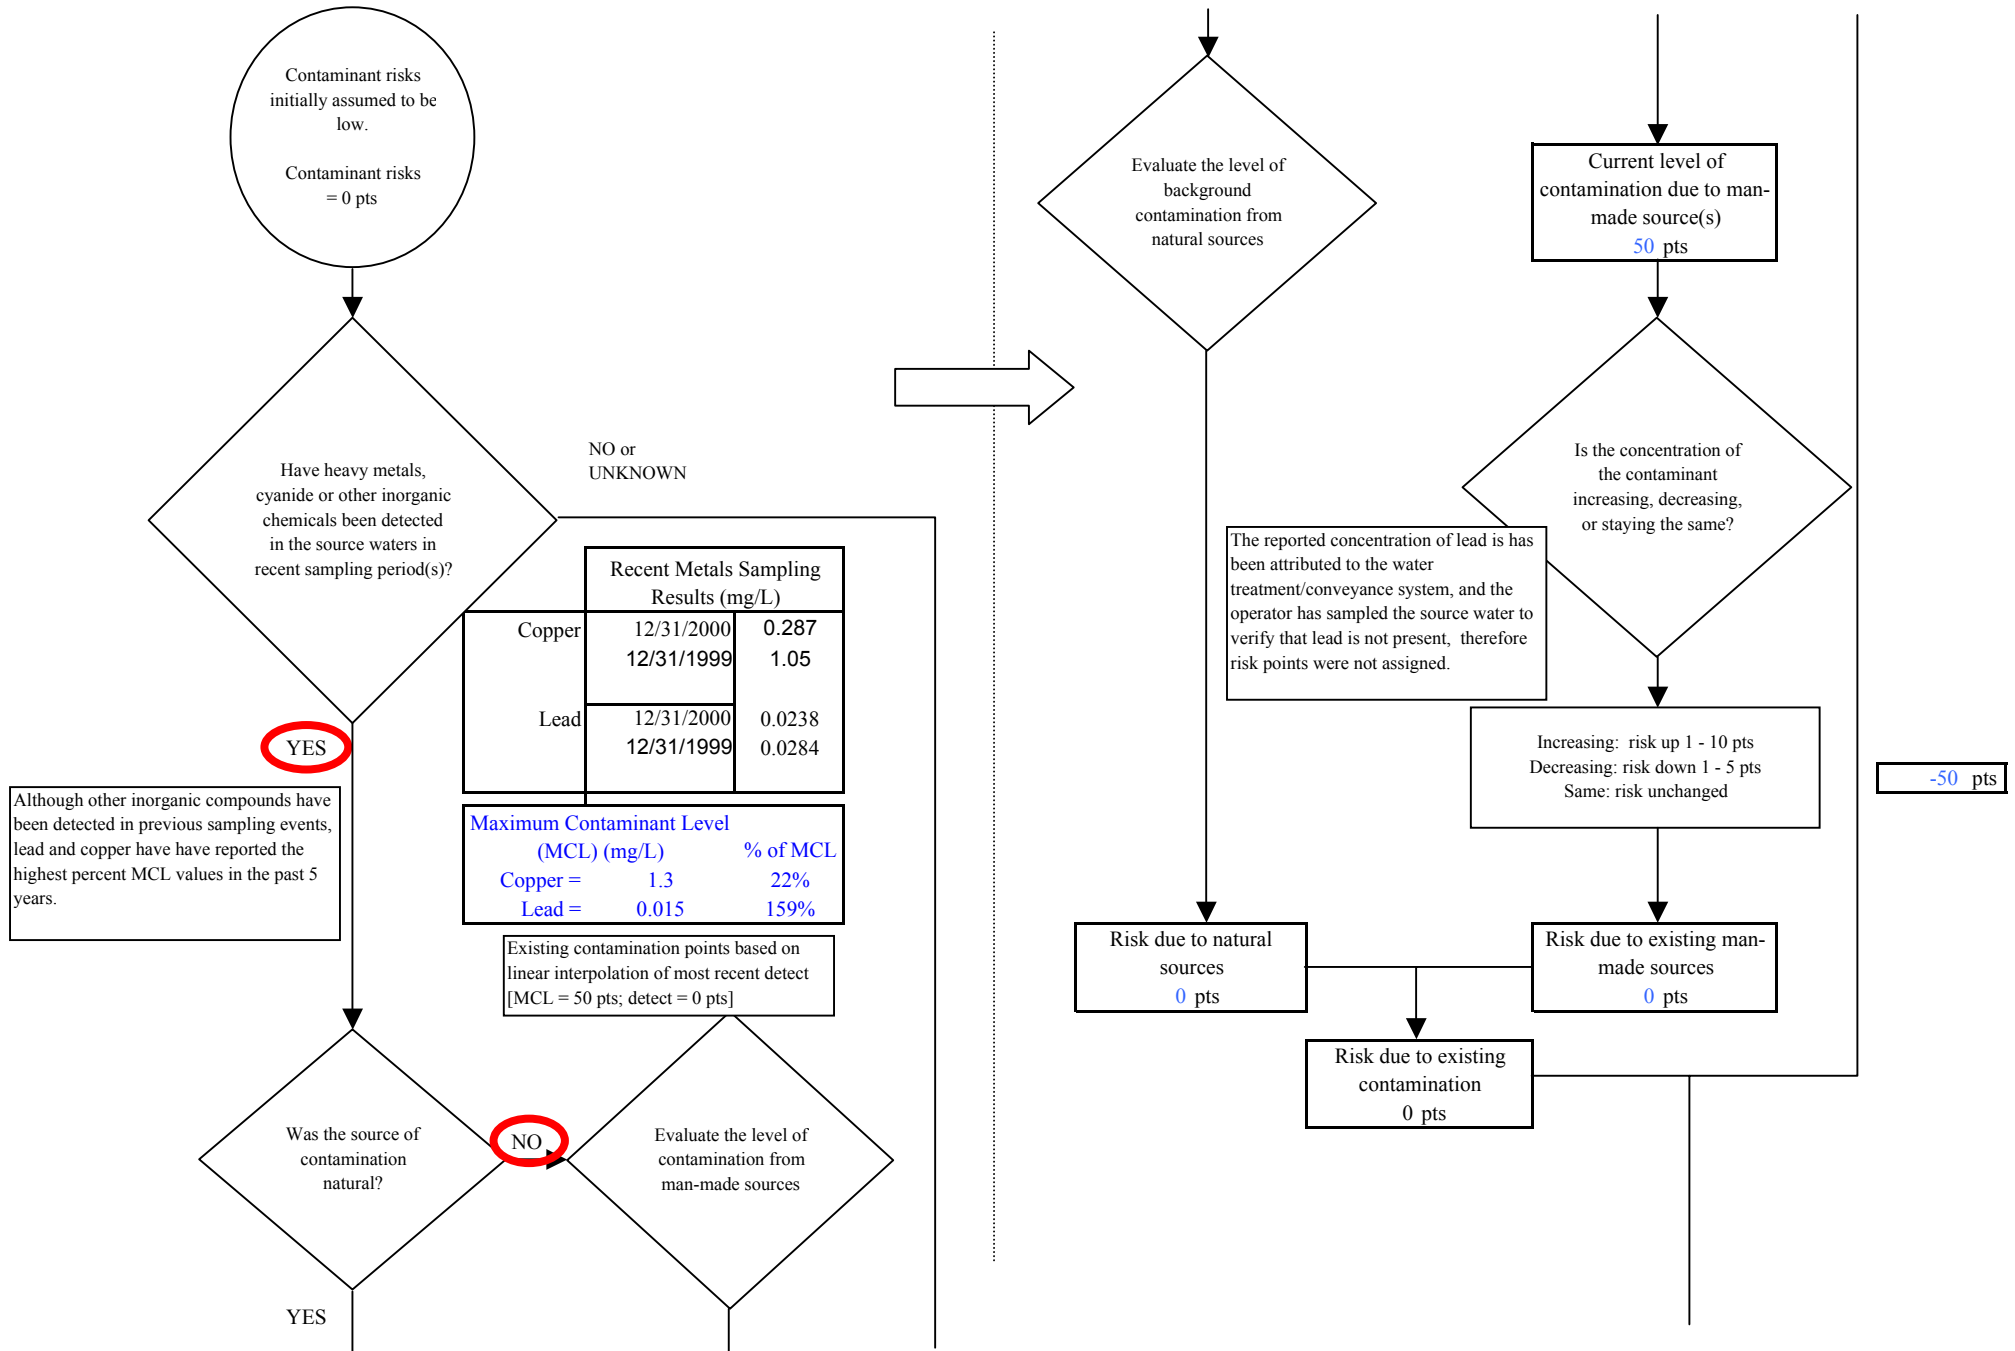 Contaminant risks
initially assumed to be
low.
Contaminant risks
= 0 pts
Have heavy metals,
cyanide or other inorganic
chemicals been detected
in the source waters in
recent sampling period(s)?
NO or
UNKNOWN
YES
Recent Metals Sampling
Results (mg/L)
Copper 12/31/2000 0.287
12/31/1999 1.05
Lead 12/31/2000 0.0238
12/31/1999 0.0284
Although other inorganic compounds have
been detected in previous sampling events,
lead and copper have have reported the
highest percent MCL values in the past 5
years.
Maximum Contaminant Level
(MCL) (mg/L) % of MCL
Copper = 1.3 22%
Lead = 0.015 159%
Existing contamination points based on
linear interpolation of most recent detect
[MCL = 50 pts; detect = 0 pts]
Was the source of
contamination
natural?
NO
Evaluate the level of
contamination from
man-made sources
YES
Evaluate the level of
background
contamination from
natural sources
Current level of
contamination due to man-
made source(s)
50 pts
Is the concentration of
the contaminant
increasing, decreasing,
or staying the same?
The reported concentration of lead is has
been attributed to the water
treatment/conveyance system, and the
operator has sampled the source water to
verify that lead is not present, therefore
risk points were not assigned.
Increasing: risk up 1 - 10 pts
Decreasing: risk down 1 - 5 pts
Same: risk unchanged
-50 pts
Risk due to natural
sources
0 pts
Risk due to existing man-
made sources
0 pts
Risk due to existing
contamination
0 pts